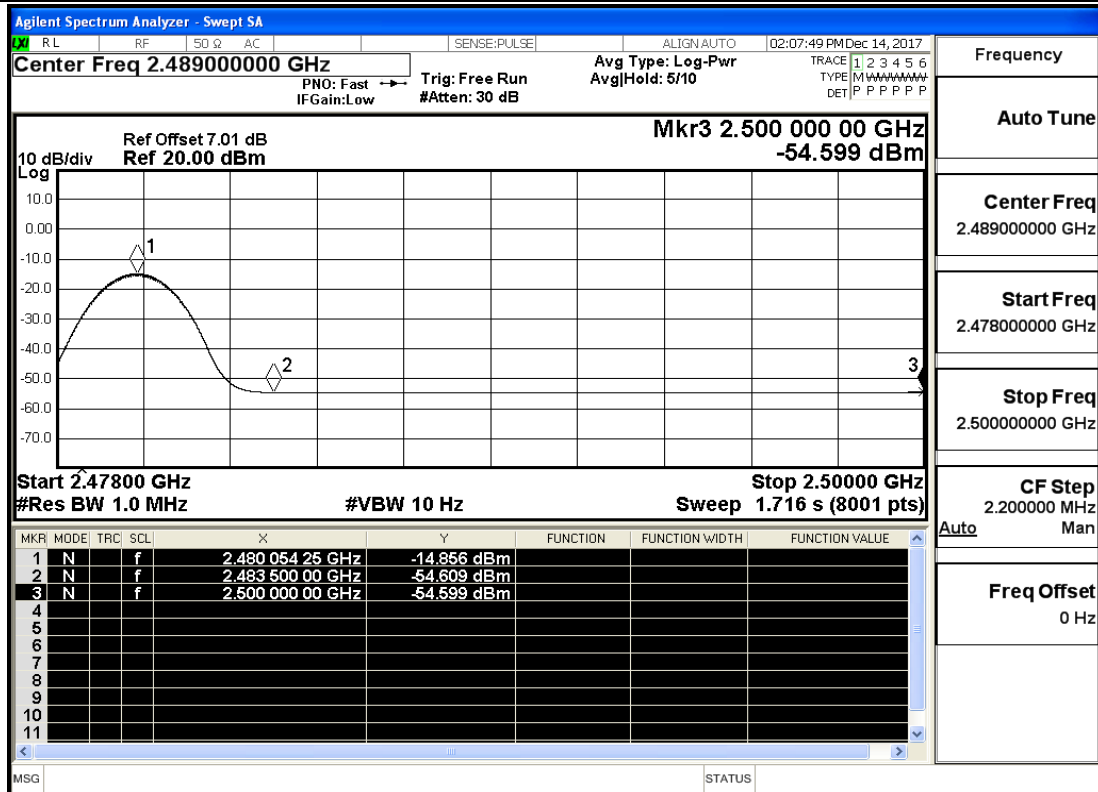 Agilent Spectrum Analyzer - Swept SA
LXI RL RF 50 Ω AC SENSE:PULSE ALIGN AUTO 02:07:49 PM Dec 14, 2017
Center Freq 2.489000000 GHz
PNO: Fast
IFGain:Low
Trig: Free Run
#Atten: 30 dB
Avg Type: Log-Pwr
Avg|Hold: 5/10
TRACE 1 2 3 4 5 6
TYPE M WWWWW
DET P P P P P P
Ref Offset 7.01 dB
10 dB/div Ref 20.00 dBm
Log
Mkr3 2.500 000 00 GHz
-54.599 dBm
10.0
0.00
-10.0
-20.0
-30.0
-40.0
-50.0
-60.0
-70.0
1
2
3
Start 2.47800 GHz Stop 2.50000 GHz
#Res BW 1.0 MHz #VBW 10 Hz Sweep 1.716 s (8001 pts)
MKR MODE TRC SCL X Y FUNCTION FUNCTION WIDTH FUNCTION VALUE
1 N f 2.480 054 25 GHz -14.856 dBm
2 N f 2.483 500 00 GHz -54.609 dBm
3 N f 2.500 000 00 GHz -54.599 dBm
4
5
6
7
8
9
10
11
MSG STATUS
Frequency
Auto Tune
Center Freq
2.489000000 GHz
Start Freq
2.478000000 GHz
Stop Freq
2.500000000 GHz
CF Step
2.200000 MHz
Auto Man
Freq Offset
0 Hz